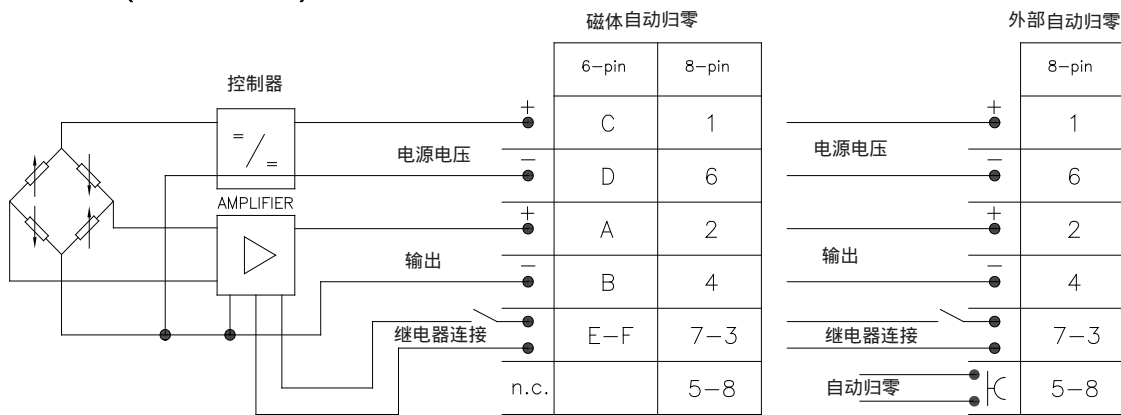 磁体自动归零
外部自动归零
6-pin 8-pin
8-pin
控制器
= / =
+ C 1
+ 1
电源电压
电源电压
− D 6
− 6
AMPLIFIER
+ A 2
+ 2
输出
输出
− B 4
− 4
继电器连接 E-F 7-3
继电器连接 7-3
n.c. 5-8
自动归零 5-8